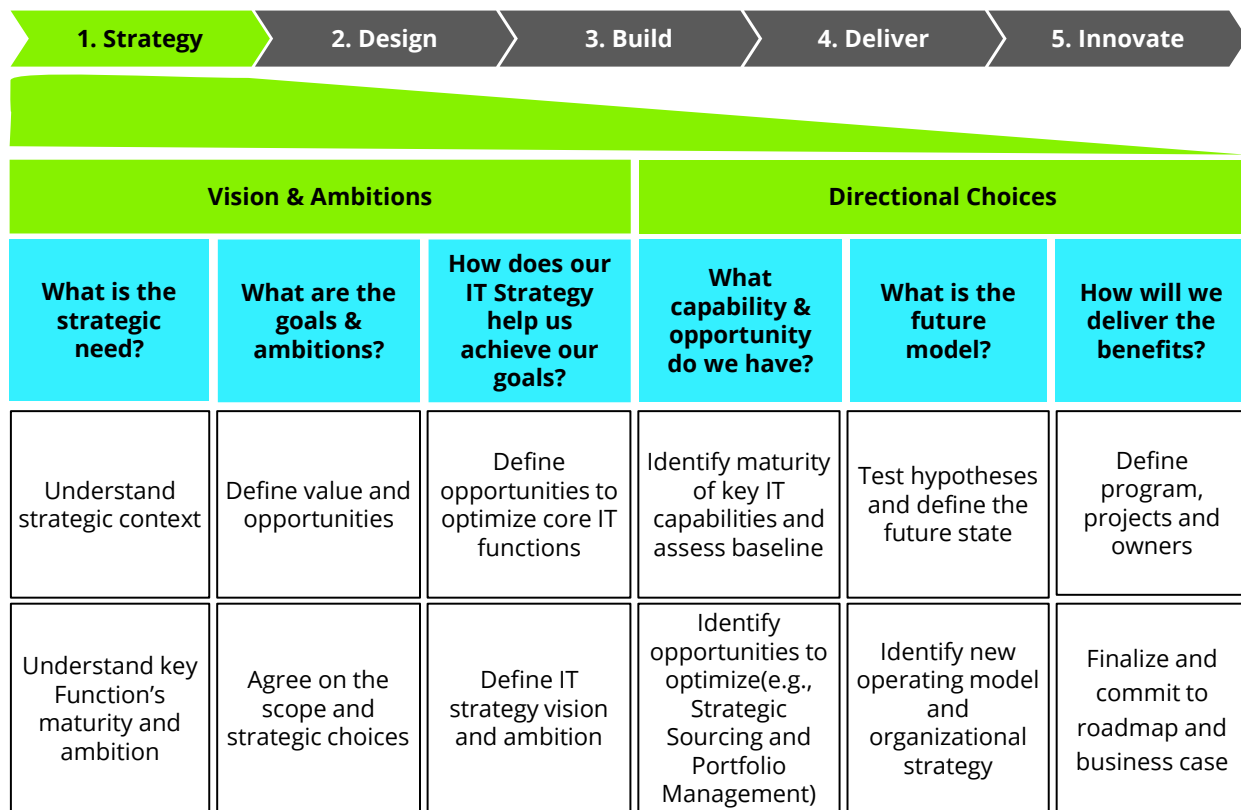 1. Strategy
2. Design
3. Build
4. Deliver
5. Innovate
Vision & Ambitions
Directional Choices
What is the
strategic
need?
What are the
goals &
ambitions?
How does our
IT Strategy
help us
achieve our
goals?
What
capability &
opportunity
do we have?
What is the
future
model?
How will we
deliver the
benefits?
Understand
strategic context
Define value and
opportunities
Define
opportunities to
optimize core IT
functions
Identify maturity
of key IT
capabilities and
assess baseline
Test hypotheses
and define the
future state
Define
program,
projects and
owners
Understand key
Function’s
maturity and
ambition
Agree on the
scope and
strategic choices
Define IT
strategy vision
and ambition
Identify
opportunities to
optimize(e.g.,
Strategic
Sourcing and
Portfolio
Management)
Identify new
operating model
and
organizational
strategy
Finalize and
commit to
roadmap and
business case